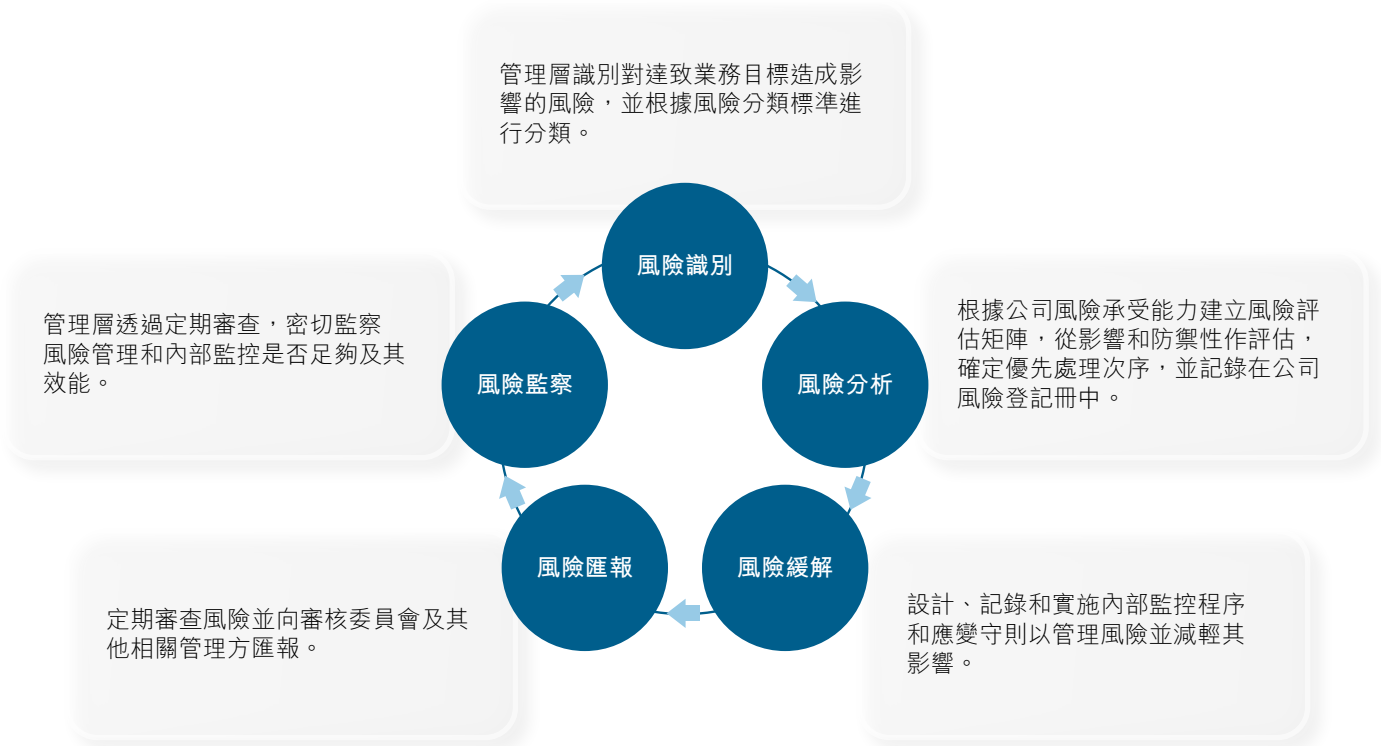 管理層識別對達致業務目標造成影
響的風險，並根據風險分類標準進
行分類。
風險識別
根據公司風險承受能力建立風險評
估矩陣，從影響和防禦性作評估，
確定優先處理次序，並記錄在公司
風險登記冊中。
風險分析
設計、記錄和實施內部監控程序
和應變守則以管理風險並減輕其
影響。
風險緩解
定期審查風險並向審核委員會及其
他相關管理方匯報。
風險匯報
管理層透過定期審查，密切監察
風險管理和內部監控是否足夠及其
效能。
風險監察